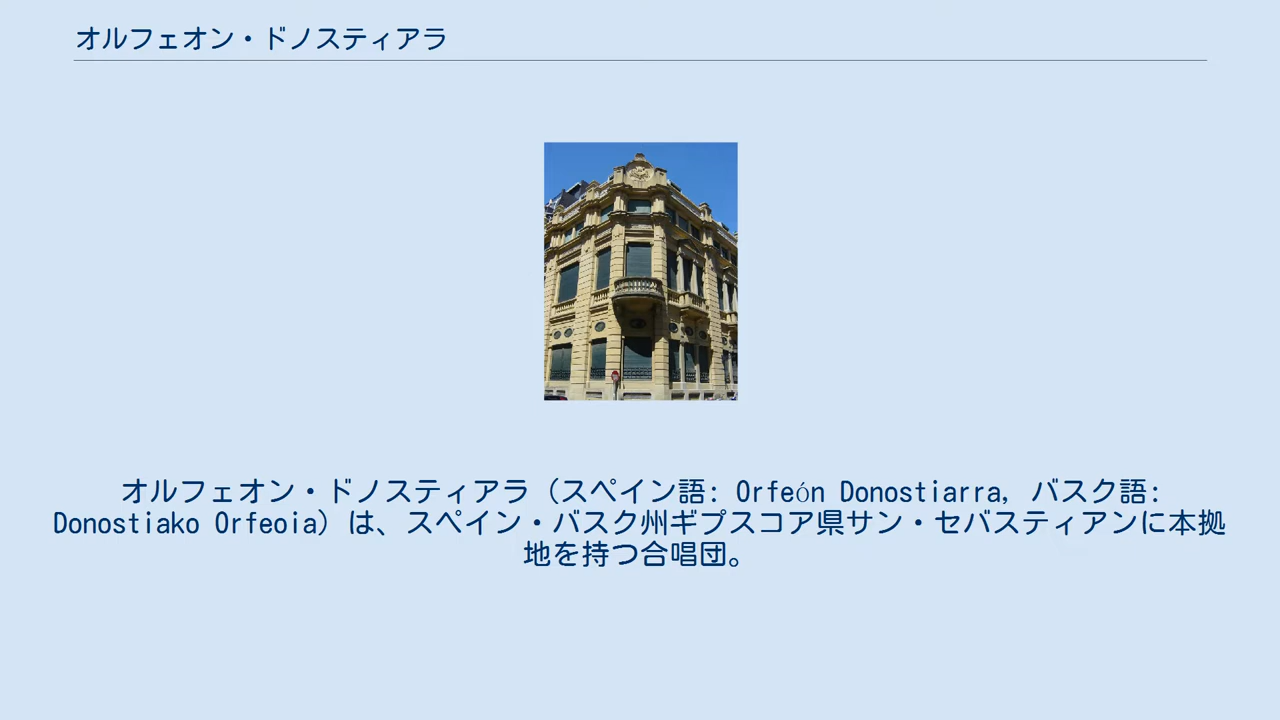 オルフェオン・ドノスティアラ
オルフェオン・ドノスティアラ（スペイン語: Orfeón Donostiarra, バスク語:
Donostiako Orfeoia）は、スペイン・バスク州ギプスコア県サン・セバスティアンに本拠
地を持つ合唱団。